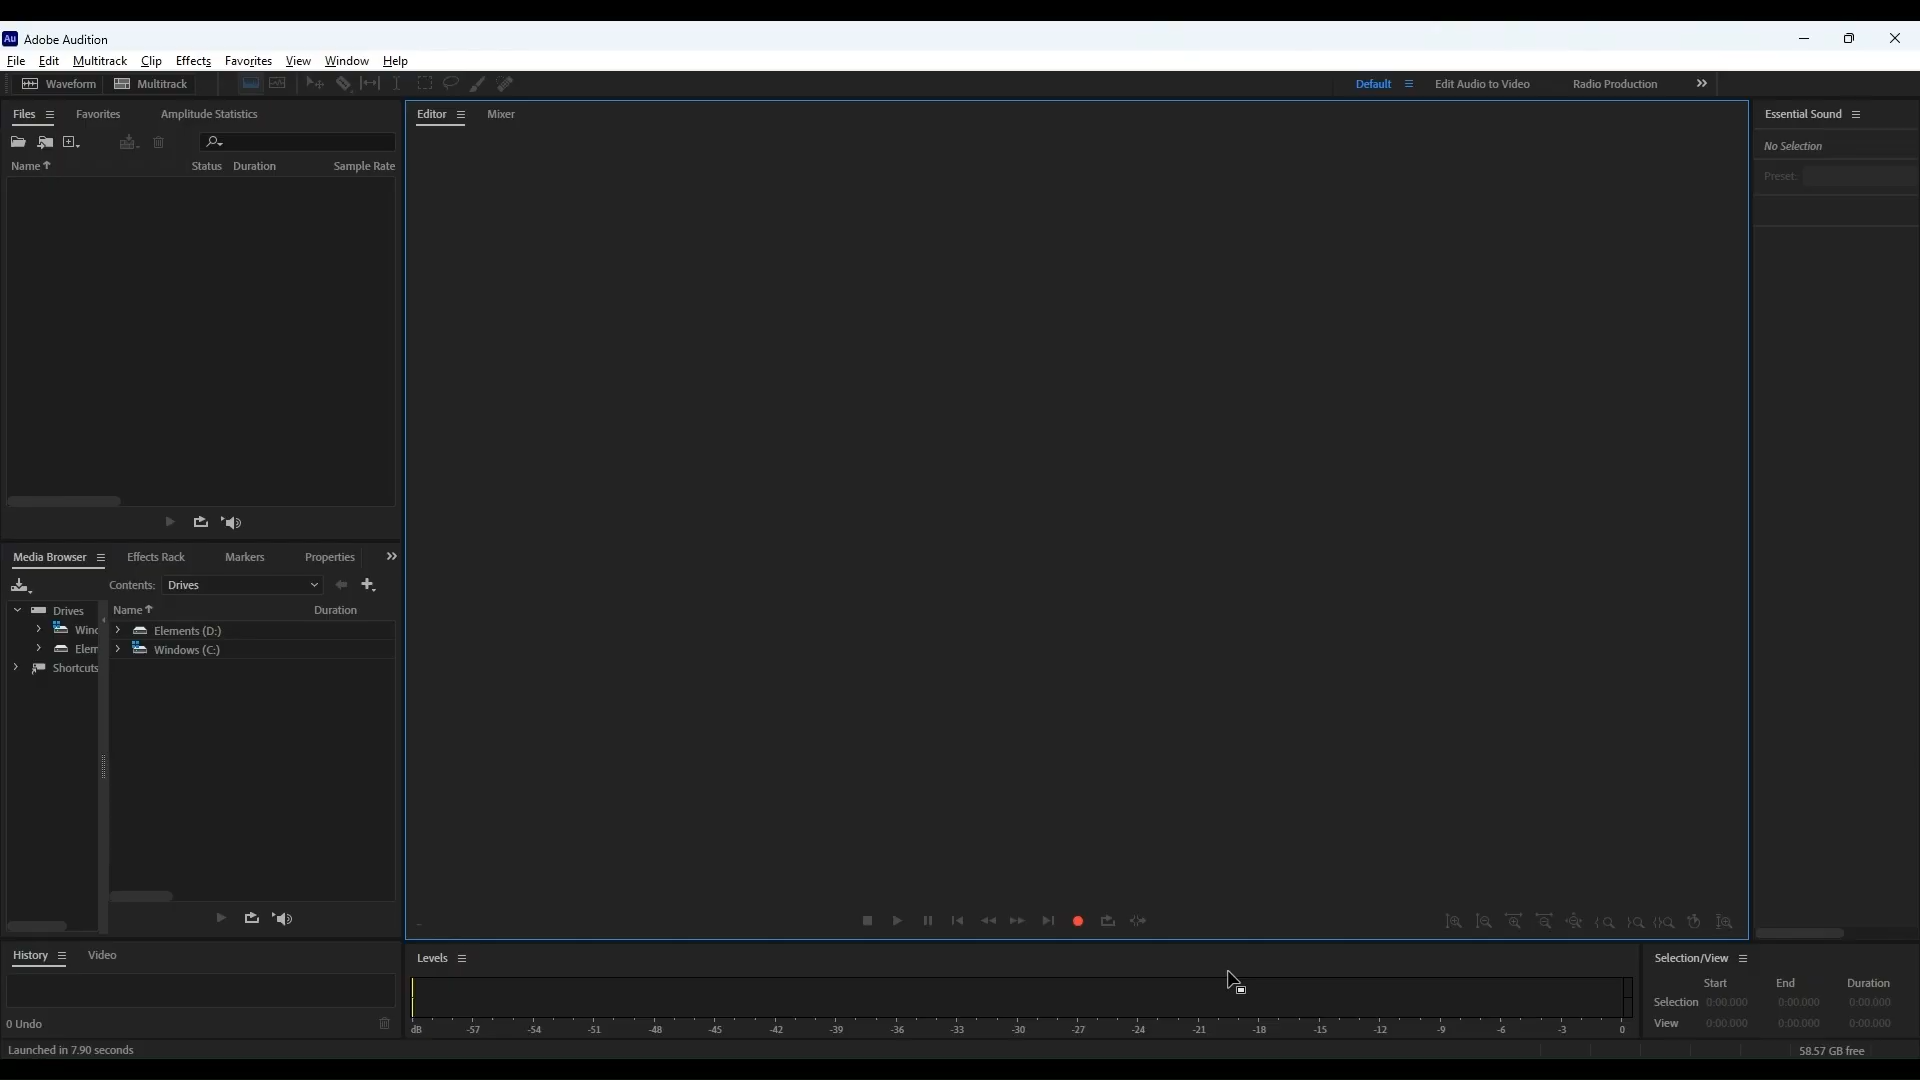 Au Adobe Audition
File Edit Multitrack Clip Effects Favorites View Window Help
Waveform Multitrack Default Edit Audio to Video Radio Production
Files Favorites Amplitude Statistics
Editor Mixer
Essential Sound
No Selection
Preset:
Name Status Duration Sample Rate
Media Browser Effects Rack Markers Properties
Contents: Drives
Drives
Winc
Elem
Shortcuts
Name Duration
Elements (D:)
Windows (C:)
History Video
0 Undo
Levels
dB -57 -54 -51 -48 -45 -42 -39 -36 -33 -30 -27 -24 -21 -18 -15 -12 -9 -6 -3 0
Selection/View
Start End Duration
Selection 0:00.000 0:00.000 0:00.000
View 0:00.000 0:00.000 0:00.000
Launched in 7.90 seconds
58.57 GB free